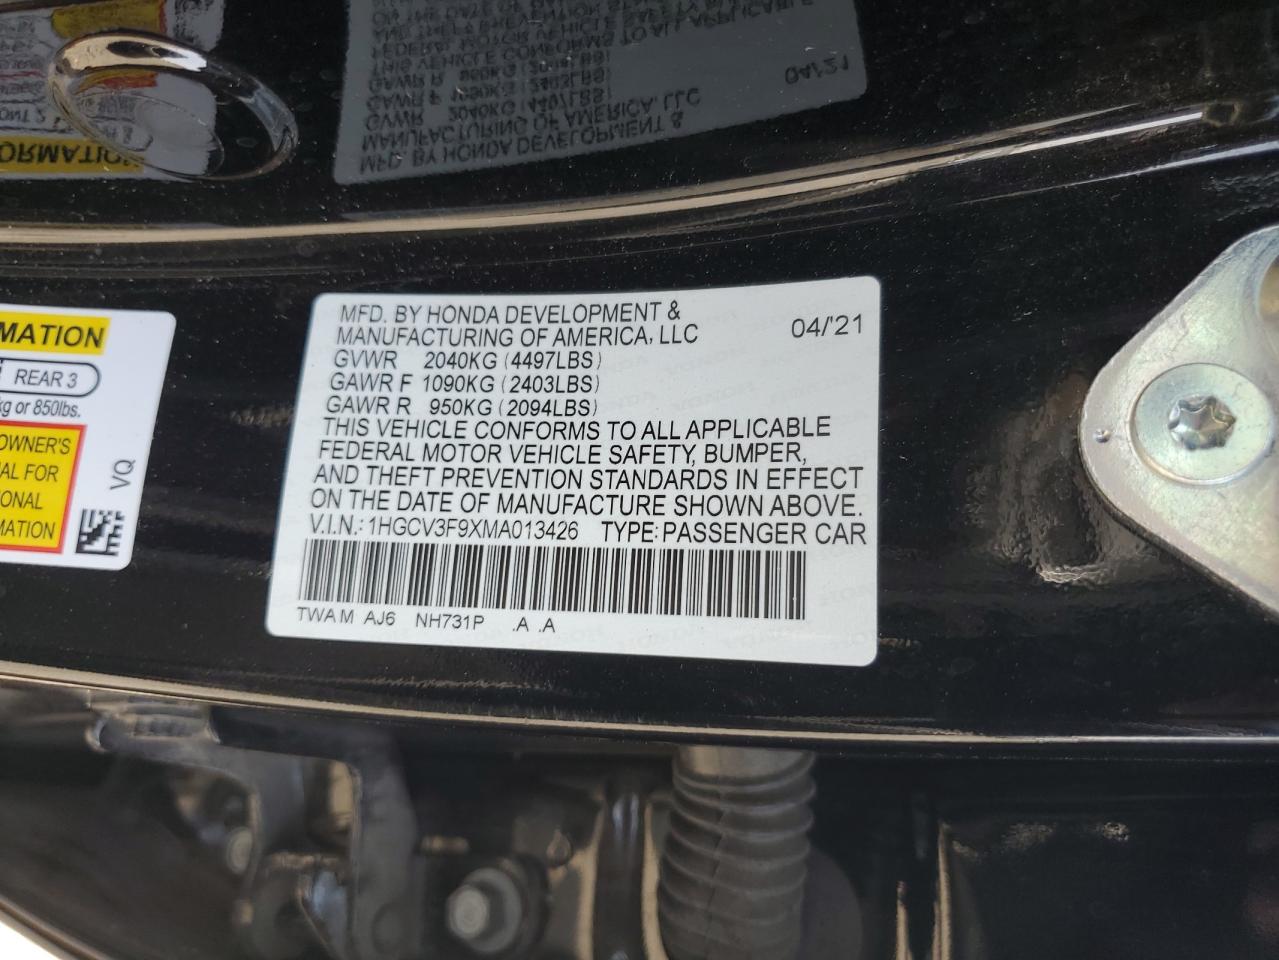 MFD. BY HONDA DEVELOPMENT &
MANUFACTURING OF AMERICA, LLC 04/'21
GVWR 2040KG (4497LBS)
GAWR F 1090KG (2403LBS)
GAWR R 950KG (2094LBS)
THIS VEHICLE CONFORMS TO ALL APPLICABLE
FEDERAL MOTOR VEHICLE SAFETY, BUMPER,
AND THEFT PREVENTION STANDARDS IN EFFECT
ON THE DATE OF MANUFACTURE SHOWN ABOVE.
V.I.N.: 1HGCV3F9XMA013426 TYPE: PASSENGER CAR
TWAM AJ6 NH731P .A .A
MATION
REAR 3
kg or 850lbs.
OWNER'S
AL FOR
ONAL
MATION
VQ